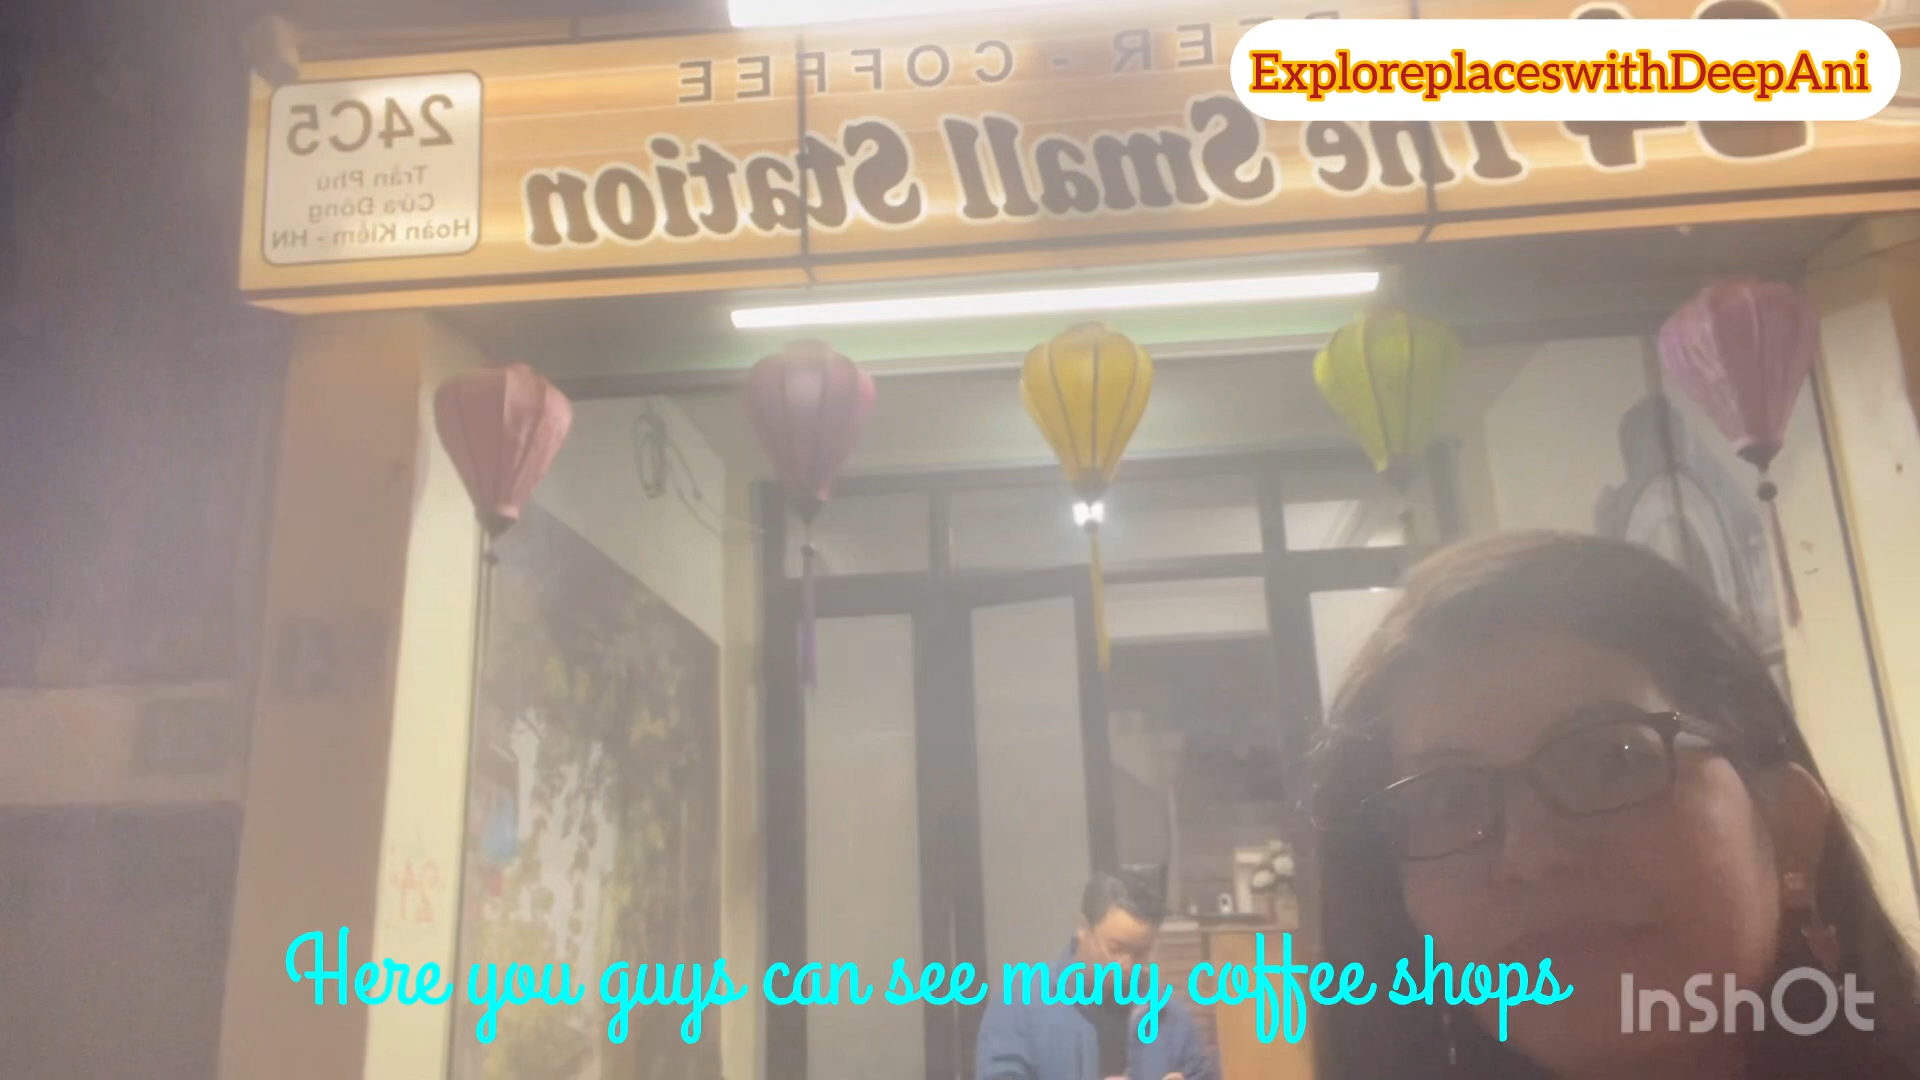 ExploreplaceswithDeepAni
BEER - COFFEE
The Small Station
24C5
Trần Phú
Cửa Đông
Hoàn Kiếm - HN
Here you guys can see many coffee shops
InShOt